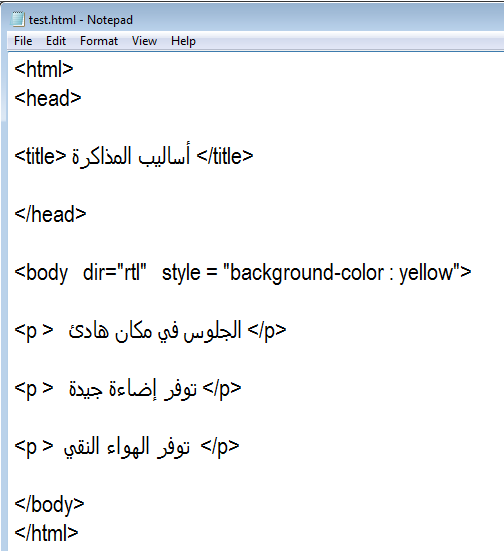 test.html - Notepad
File Edit Format View Help
<html>
<head>
<title> أساليب المذاكرة </title>
</head>
<body dir="rtl" style = "background-color : yellow">
<p > الجلوس في مكان هادئ </p>
<p > توفر إضاءة جيدة </p>
<p > توفر الهواء النقي </p>
</body>
</html>